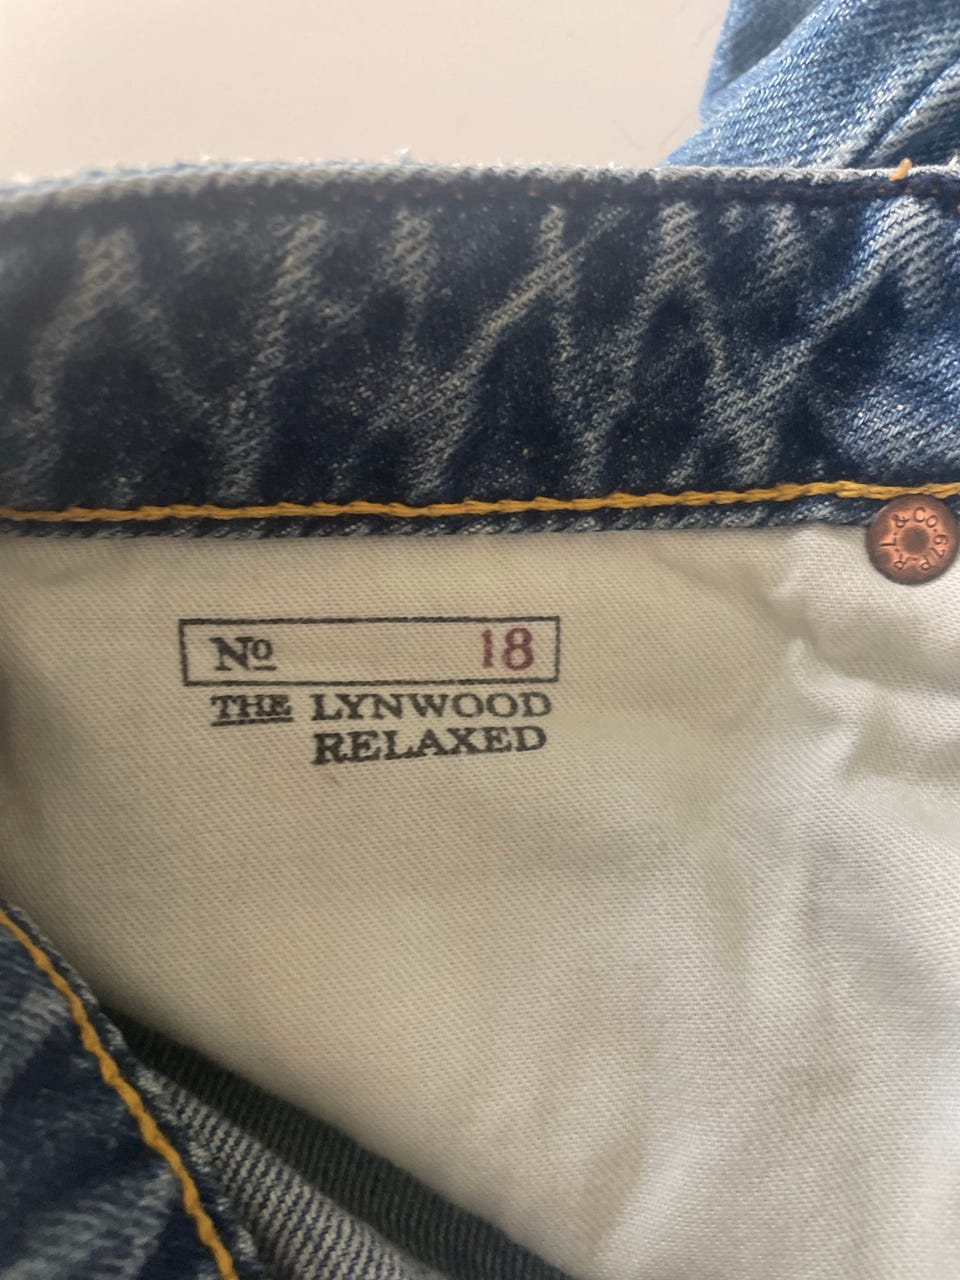 No 18
THE LYNWOOD
RELAXED
P.R.L. & CO. 67